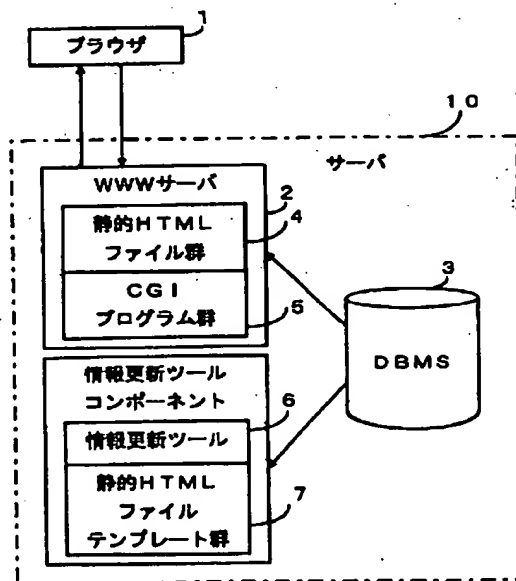 1
ブラウザ
10
サーバ
WWWサーバ
2
静的HTML
ファイル群
4
CGI
プログラム群
5
3
DBMS
情報更新ツール
コンポーネント
6
情報更新ツール
静的HTML
ファイル
テンプレート群
7